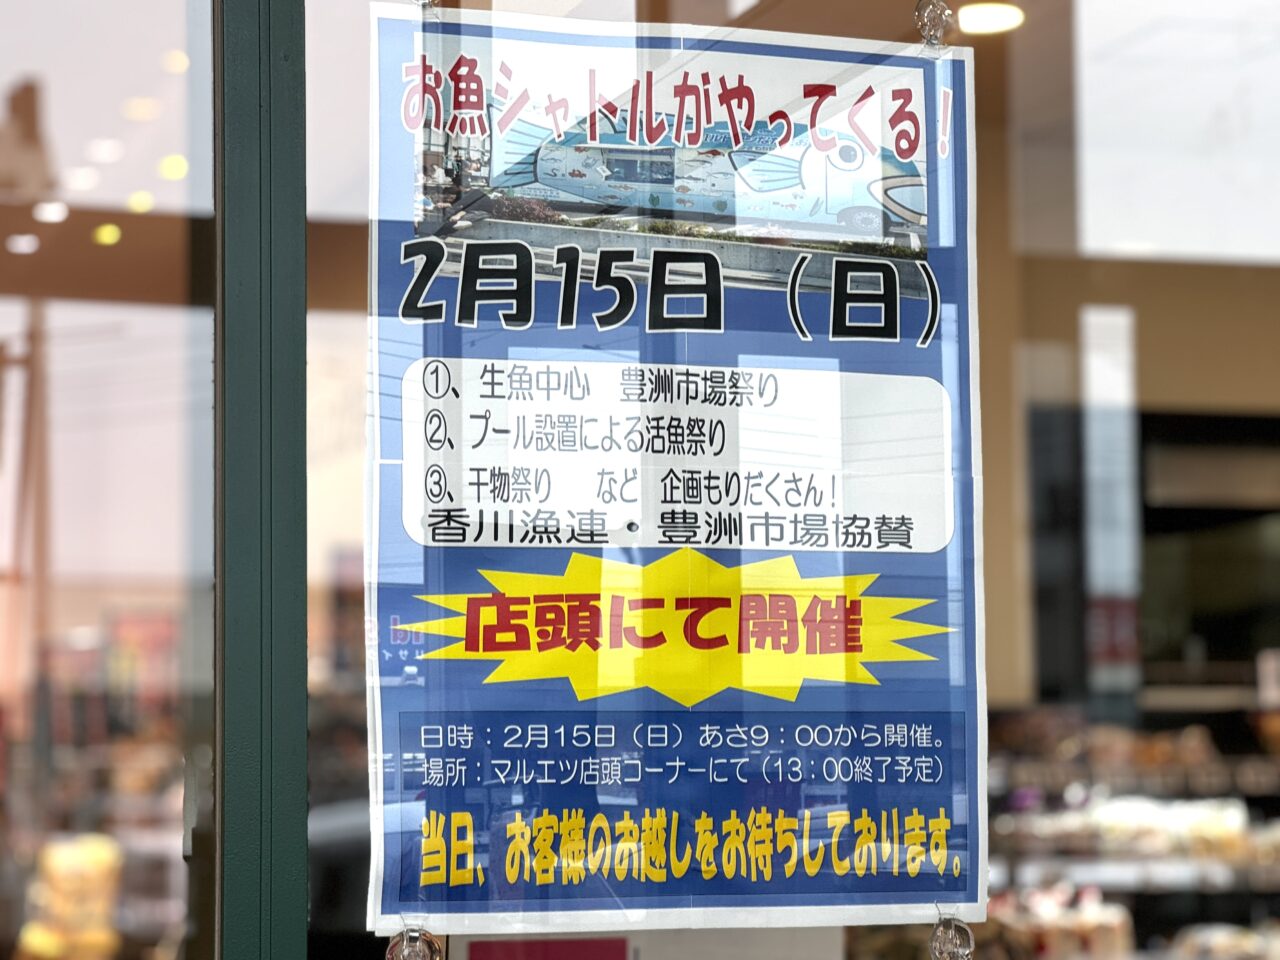 お魚シャトルがやってくる！
2月15日（日）
①、生魚中心　豊洲市場祭り
②、プール設置による活魚祭り
③、干物祭り　など　企画もりだくさん！
香川漁連・豊洲市場協賛
店頭にて開催
日時：2月15日（日）あさ9：00から開催。
場所：マルエツ店頭コーナーにて（13：00終了予定）
当日、お客様のお越しをお待ちしております。